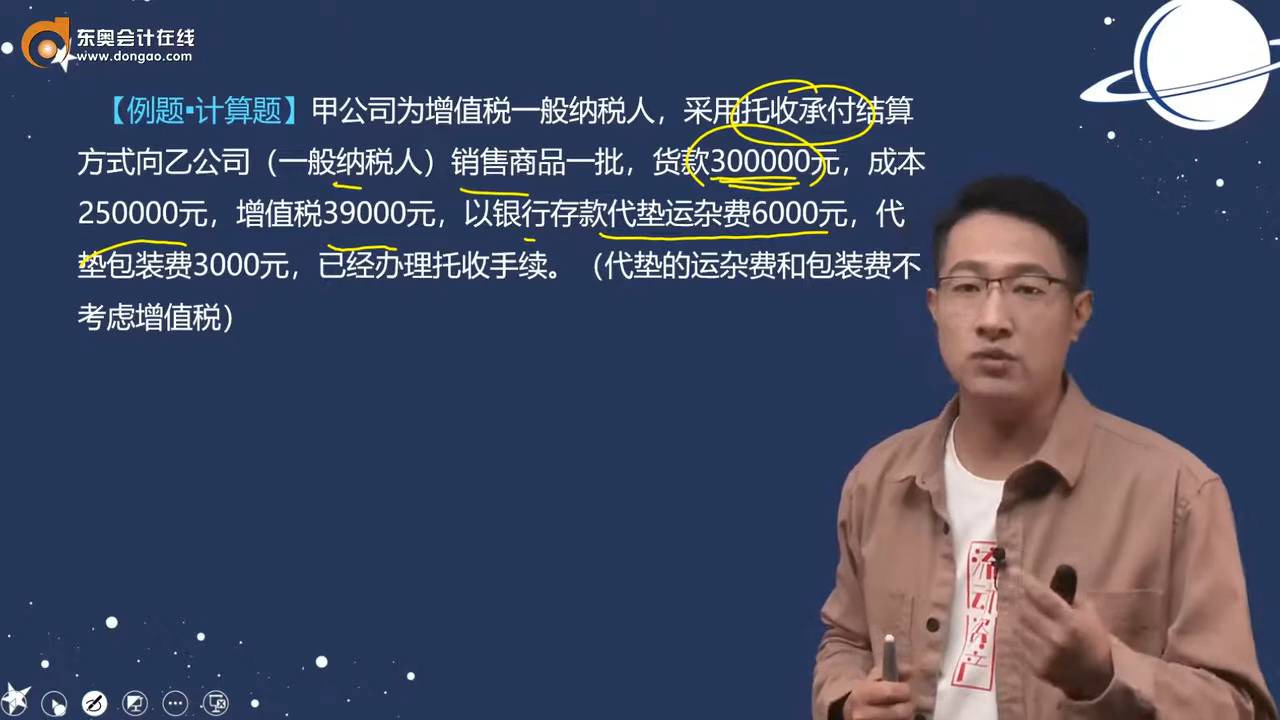 东奥会计在线
www.dongao.com
【例题·计算题】甲公司为增值税一般纳税人，采用托收承付结算
方式向乙公司（一般纳税人）销售商品一批，货款300000元，成本
250000元，增值税39000元，以银行存款代垫运杂费6000元，代
垫包装费3000元，已经办理托收手续。（代垫的运杂费和包装费不
考虑增值税）
流动资产